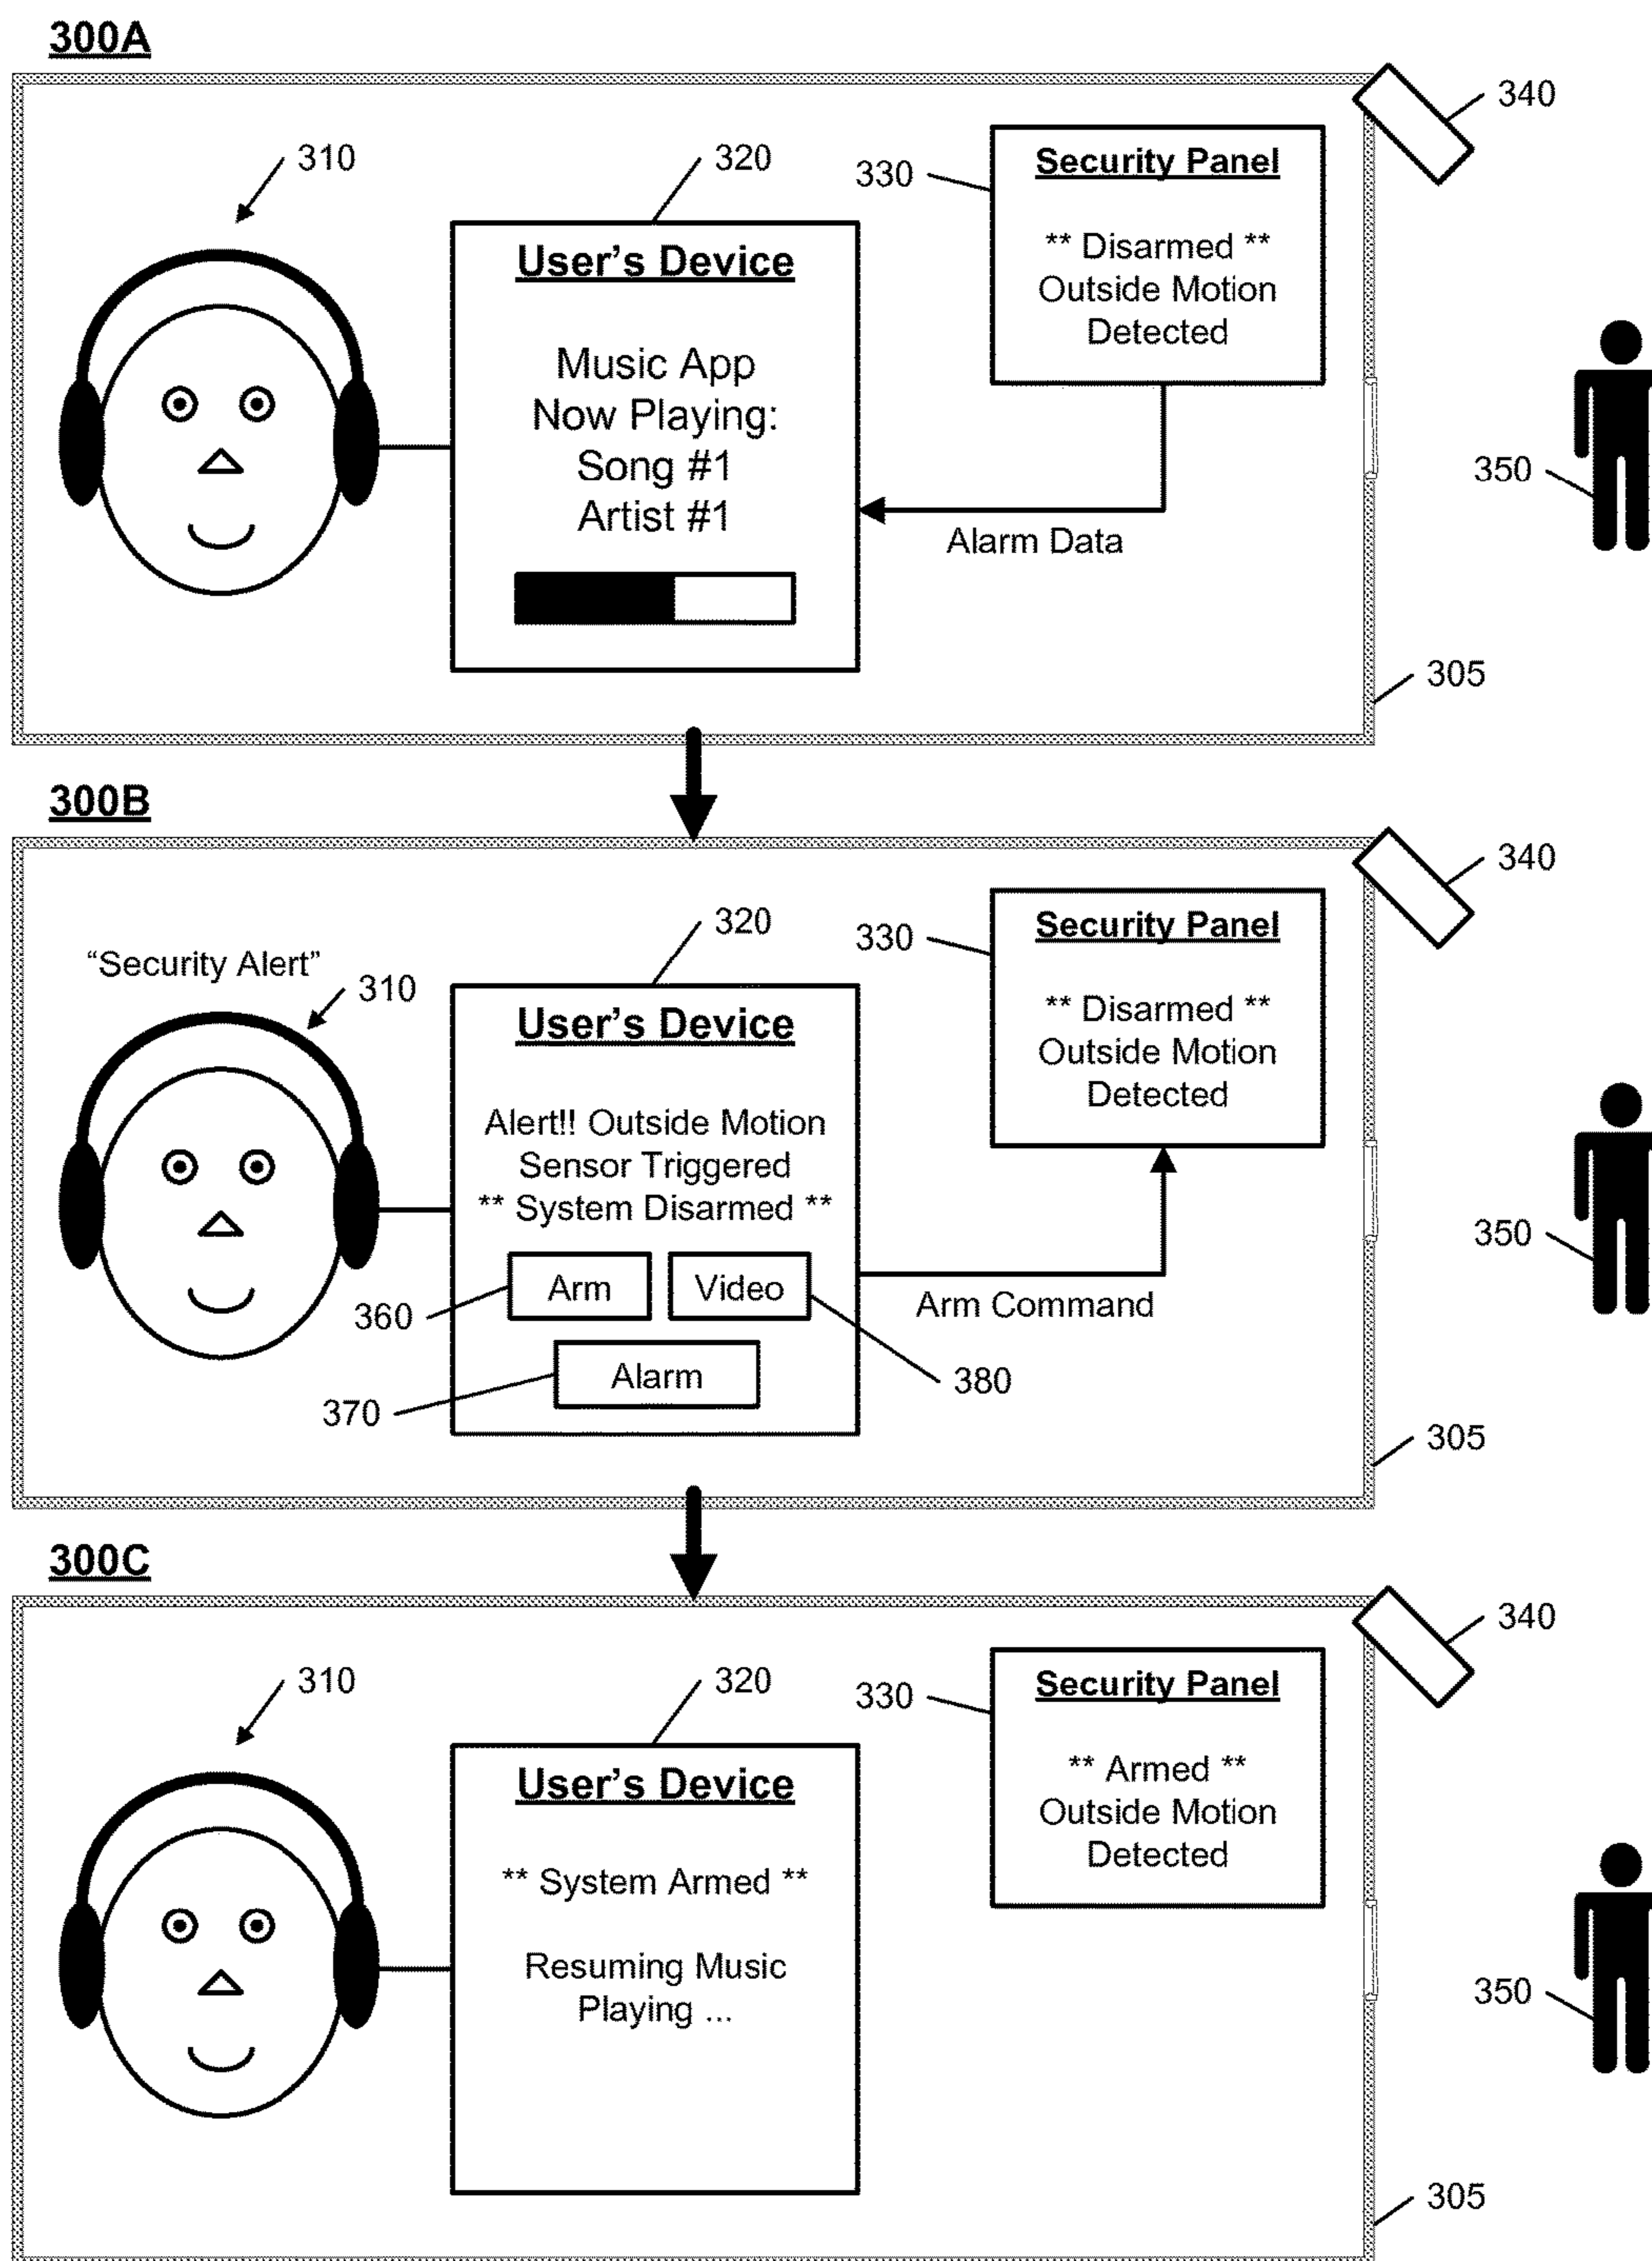 300A
340
310
320
330
Security Panel
** Disarmed **
Outside Motion
Detected
User's Device
Music App
Now Playing:
Song #1
Artist #1
Alarm Data
350
305
300B
340
"Security Alert"
310
320
330
Security Panel
** Disarmed **
Outside Motion
Detected
User's Device
Alert!! Outside Motion
Sensor Triggered
** System Disarmed **
Arm
Video
360
Alarm
370
380
Arm Command
350
305
300C
340
310
320
330
Security Panel
** Armed **
Outside Motion
Detected
User's Device
** System Armed **
Resuming Music
Playing ...
350
305